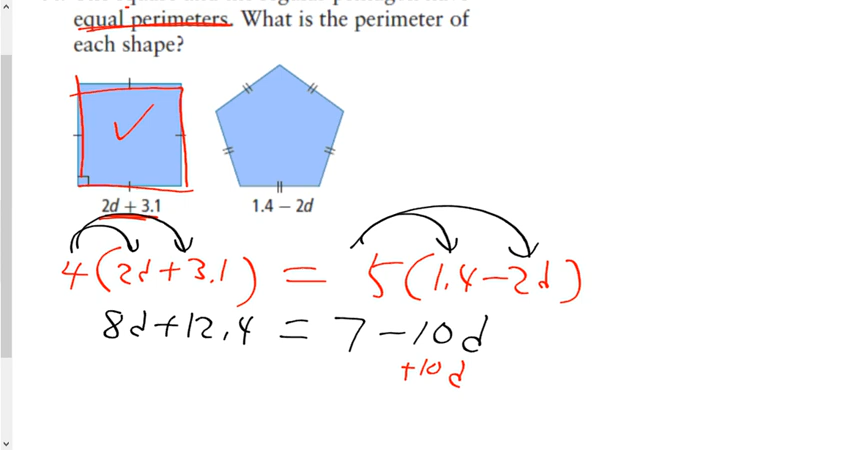 equal perimeters. What is the perimeter of
each shape?
2d + 3.1
1.4 – 2d
4(2d+3.1) = 5(1.4-2d)
8d+12.4 = 7-10d
+10d